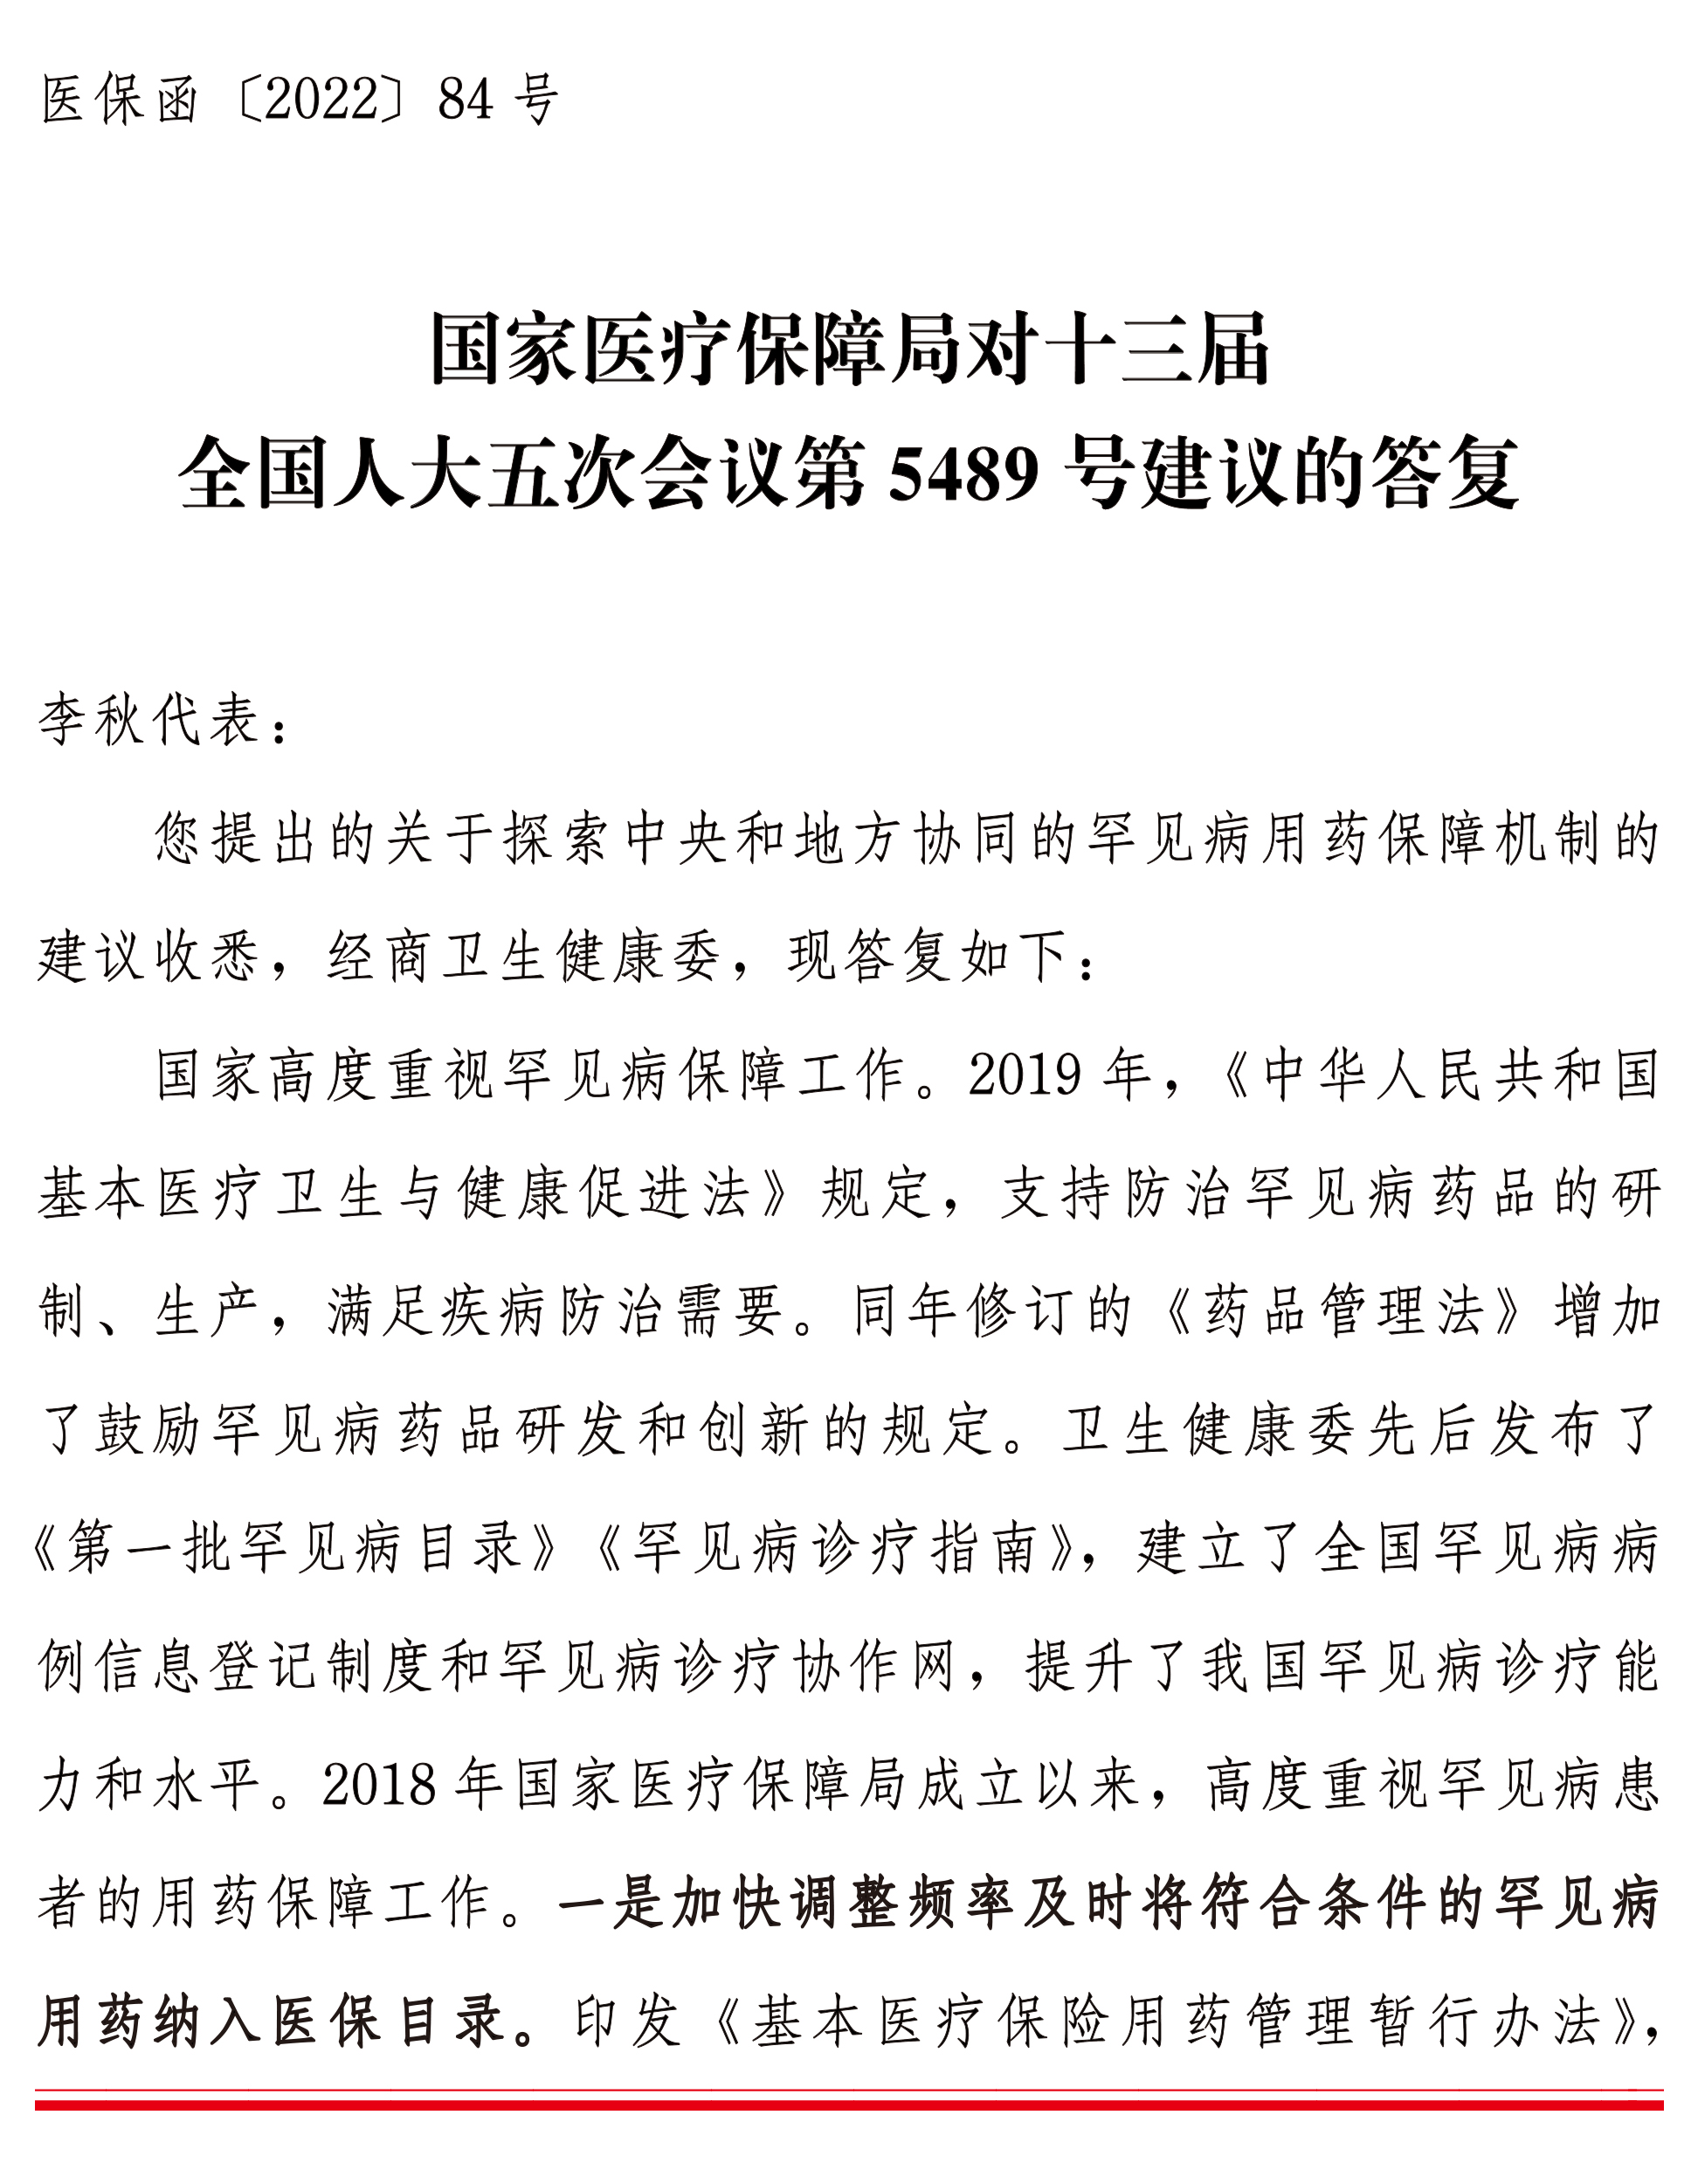 医保函〔2022〕84 号
国家医疗保障局对十三届
全国人大五次会议第 5489 号建议的答复
李秋代表：
您提出的关于探索中央和地方协同的罕见病用药保障机制的
建议收悉，经商卫生健康委，现答复如下：
国家高度重视罕见病保障工作。2019 年，《中华人民共和国
基本医疗卫生与健康促进法》规定，支持防治罕见病药品的研
制、生产，满足疾病防治需要。同年修订的《药品管理法》增加
了鼓励罕见病药品研发和创新的规定。卫生健康委先后发布了
《第一批罕见病目录》《罕见病诊疗指南》，建立了全国罕见病病
例信息登记制度和罕见病诊疗协作网，提升了我国罕见病诊疗能
力和水平。2018 年国家医疗保障局成立以来，高度重视罕见病患
者的用药保障工作。一是加快调整频率及时将符合条件的罕见病
用药纳入医保目录。印发《基本医疗保险用药管理暂行办法》，